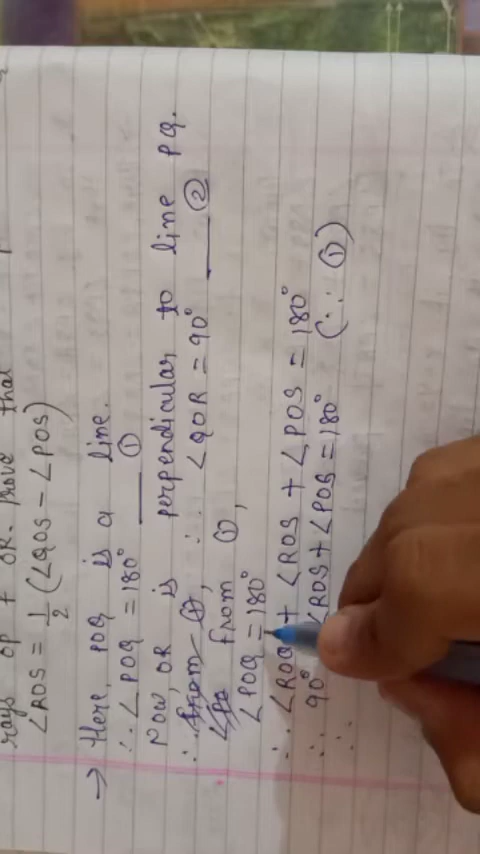 rays OP & OR. Prove that
∠ROS = 1/2 (∠QOS - ∠POS)
→ Here, POQ is a line.
∴ ∠POQ = 180° ____ ①
Now, OR is perpendicular to line PQ.
∴ ∠QOR = 90° ____ ②
from ①,
∠POQ = 180°
∴ ∠ROQ + ∠ROS + ∠POS = 180°
∴ 90° ∠ROS + ∠POS = 180° (∵ ①)
∴